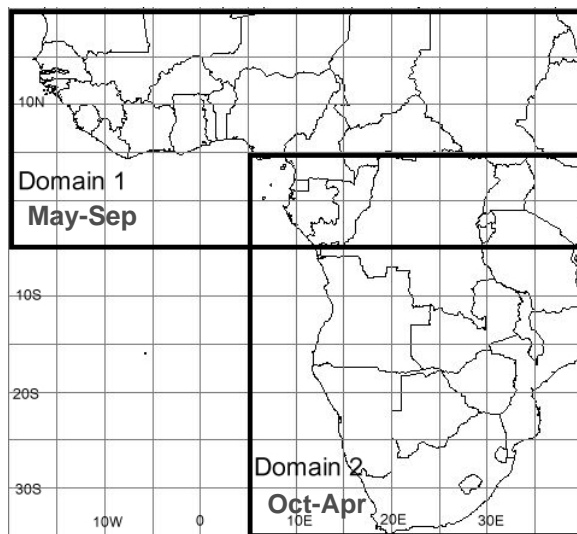 10N
Domain 1
May-Sep
10S
20S
Domain 2
30S
Oct-Apr
10W 0 10E 20E 30E